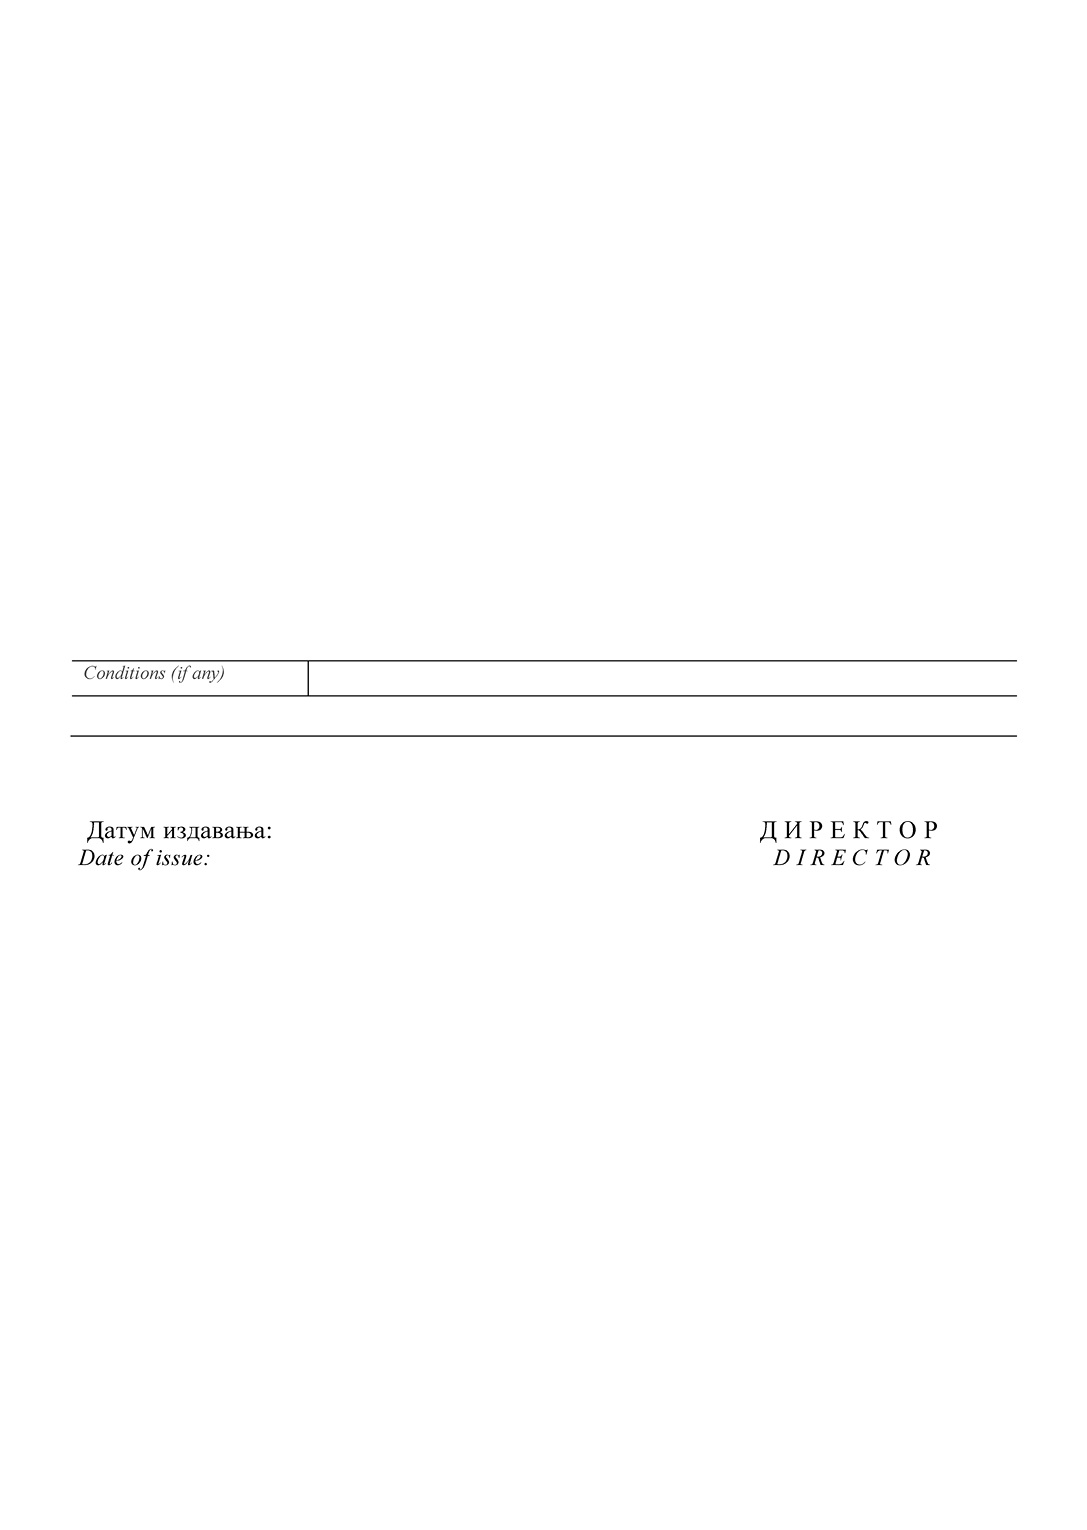 Conditions (if any)
Датум издавања: Д И Р Е К Т О Р
Date of issue: D I R E C T O R